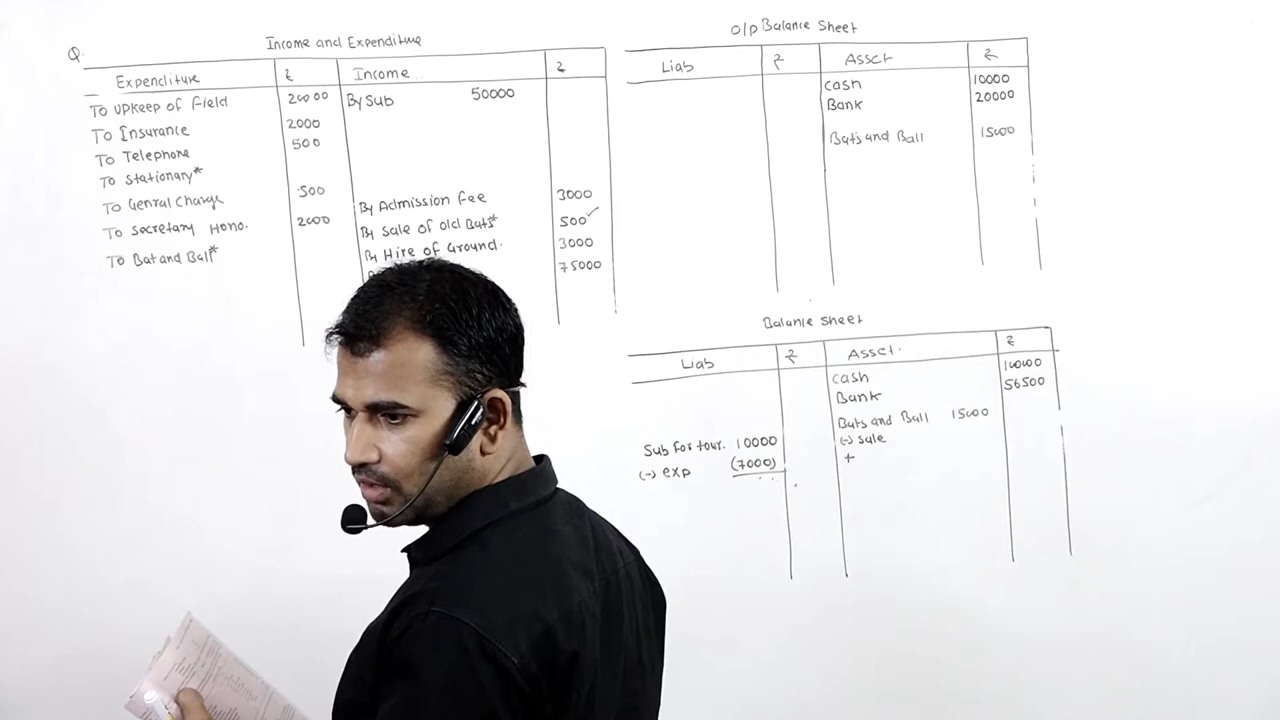 Q.
Income and Expenditure
Expenditure ₹ Income ₹
To Upkeep of Field 20000 By Sub 50000
To Insurance 2000
To Telephone 500
To Stationary*
To Genral Charge 500 By Admission Fee 3000
To Secretary Hono. 2000 By Sale of old Bats* 500 ✓
To Bat and Ball* By Hire of Ground. 3000
75000
O/p Balance Sheet
Liab ₹ Asset ₹
Cash 10000
Bank 20000
Bats and Ball 15000
Balance Sheet
Liab ₹ Asset. ₹
Cash 10000
Bank 56500
Bats and Ball 15000
Sub For tour. 10000 (-) Sale
(-) exp (7000) +